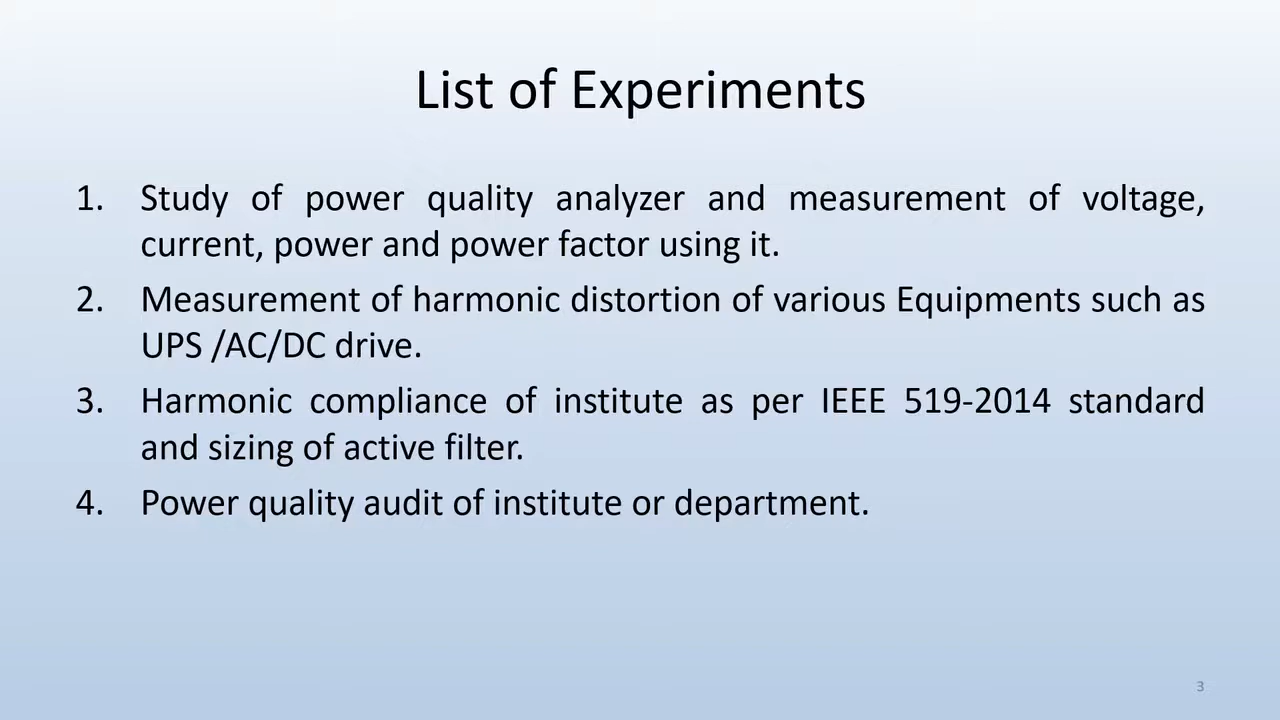 List of Experiments
1. Study of power quality analyzer and measurement of voltage,
current, power and power factor using it.
2. Measurement of harmonic distortion of various Equipments such as
UPS /AC/DC drive.
3. Harmonic compliance of institute as per IEEE 519-2014 standard
and sizing of active filter.
4. Power quality audit of institute or department.
3